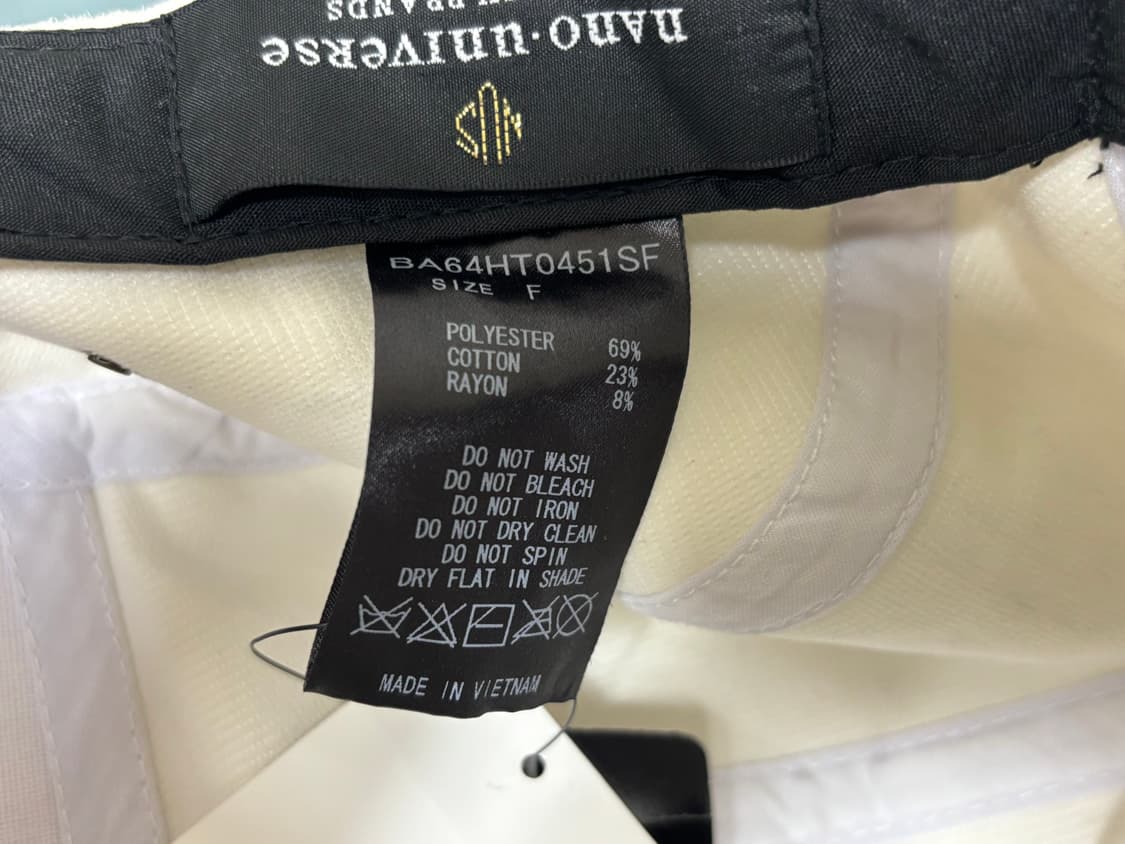 nano·universe
BRANDS
BA64HT0451SF
SIZE F
POLYESTER 69%
COTTON 23%
RAYON 8%
DO NOT WASH
DO NOT BLEACH
DO NOT IRON
DO NOT DRY CLEAN
DO NOT SPIN
DRY FLAT IN SHADE
MADE IN VIETNAM